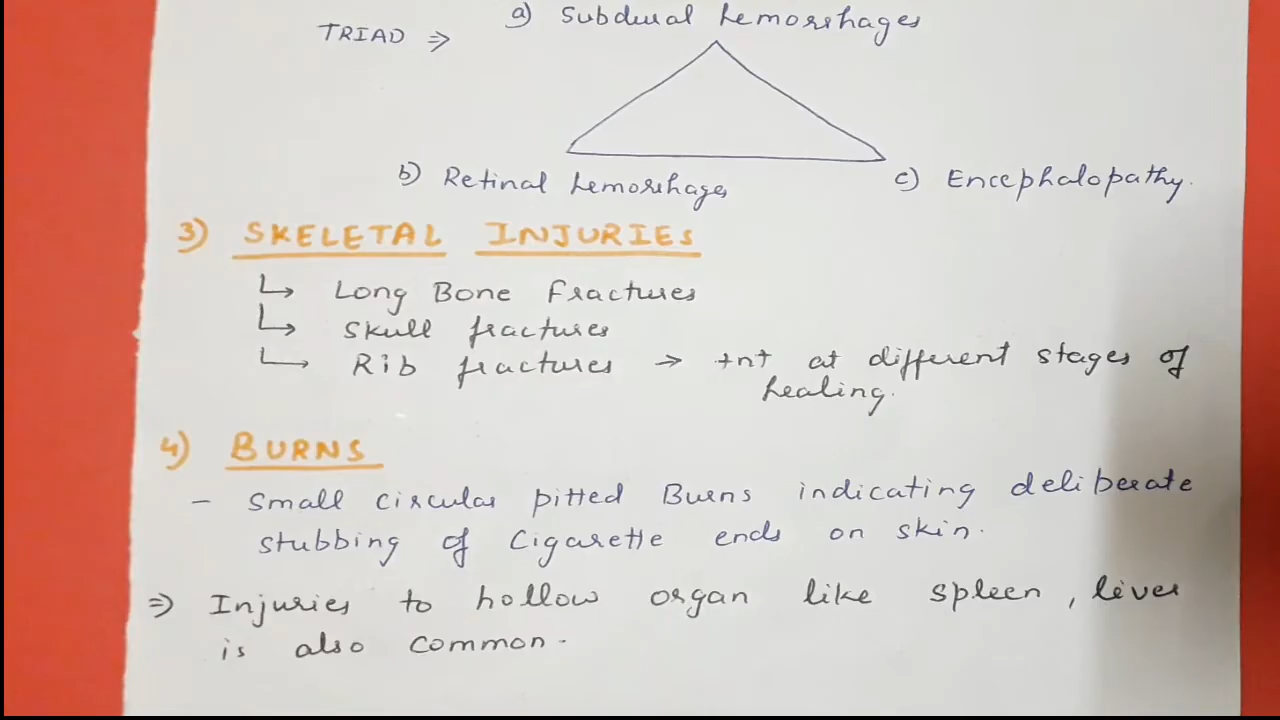 a) Subdural hemorrhages
TRIAD ⇒
b) Retinal hemorrhages
c) Encephalopathy.
3) SKELETAL INJURIES
↳ Long Bone Fractures
↳ Skull fractures
↳ Rib fractures → +nt at different stages of
healing.
4) BURNS
- Small circular pitted Burns indicating deliberate
stubbing of Cigarette ends on skin.
⇒ Injuries to hollow organ like spleen, liver
is also common.